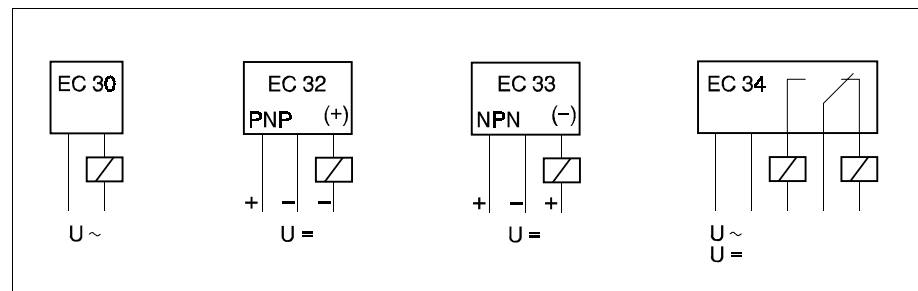 EC 30
U ~
EC 32
PNP (+)
+ − −
U =
EC 33
NPN (−)
+ − +
U =
EC 34
U ~
U =